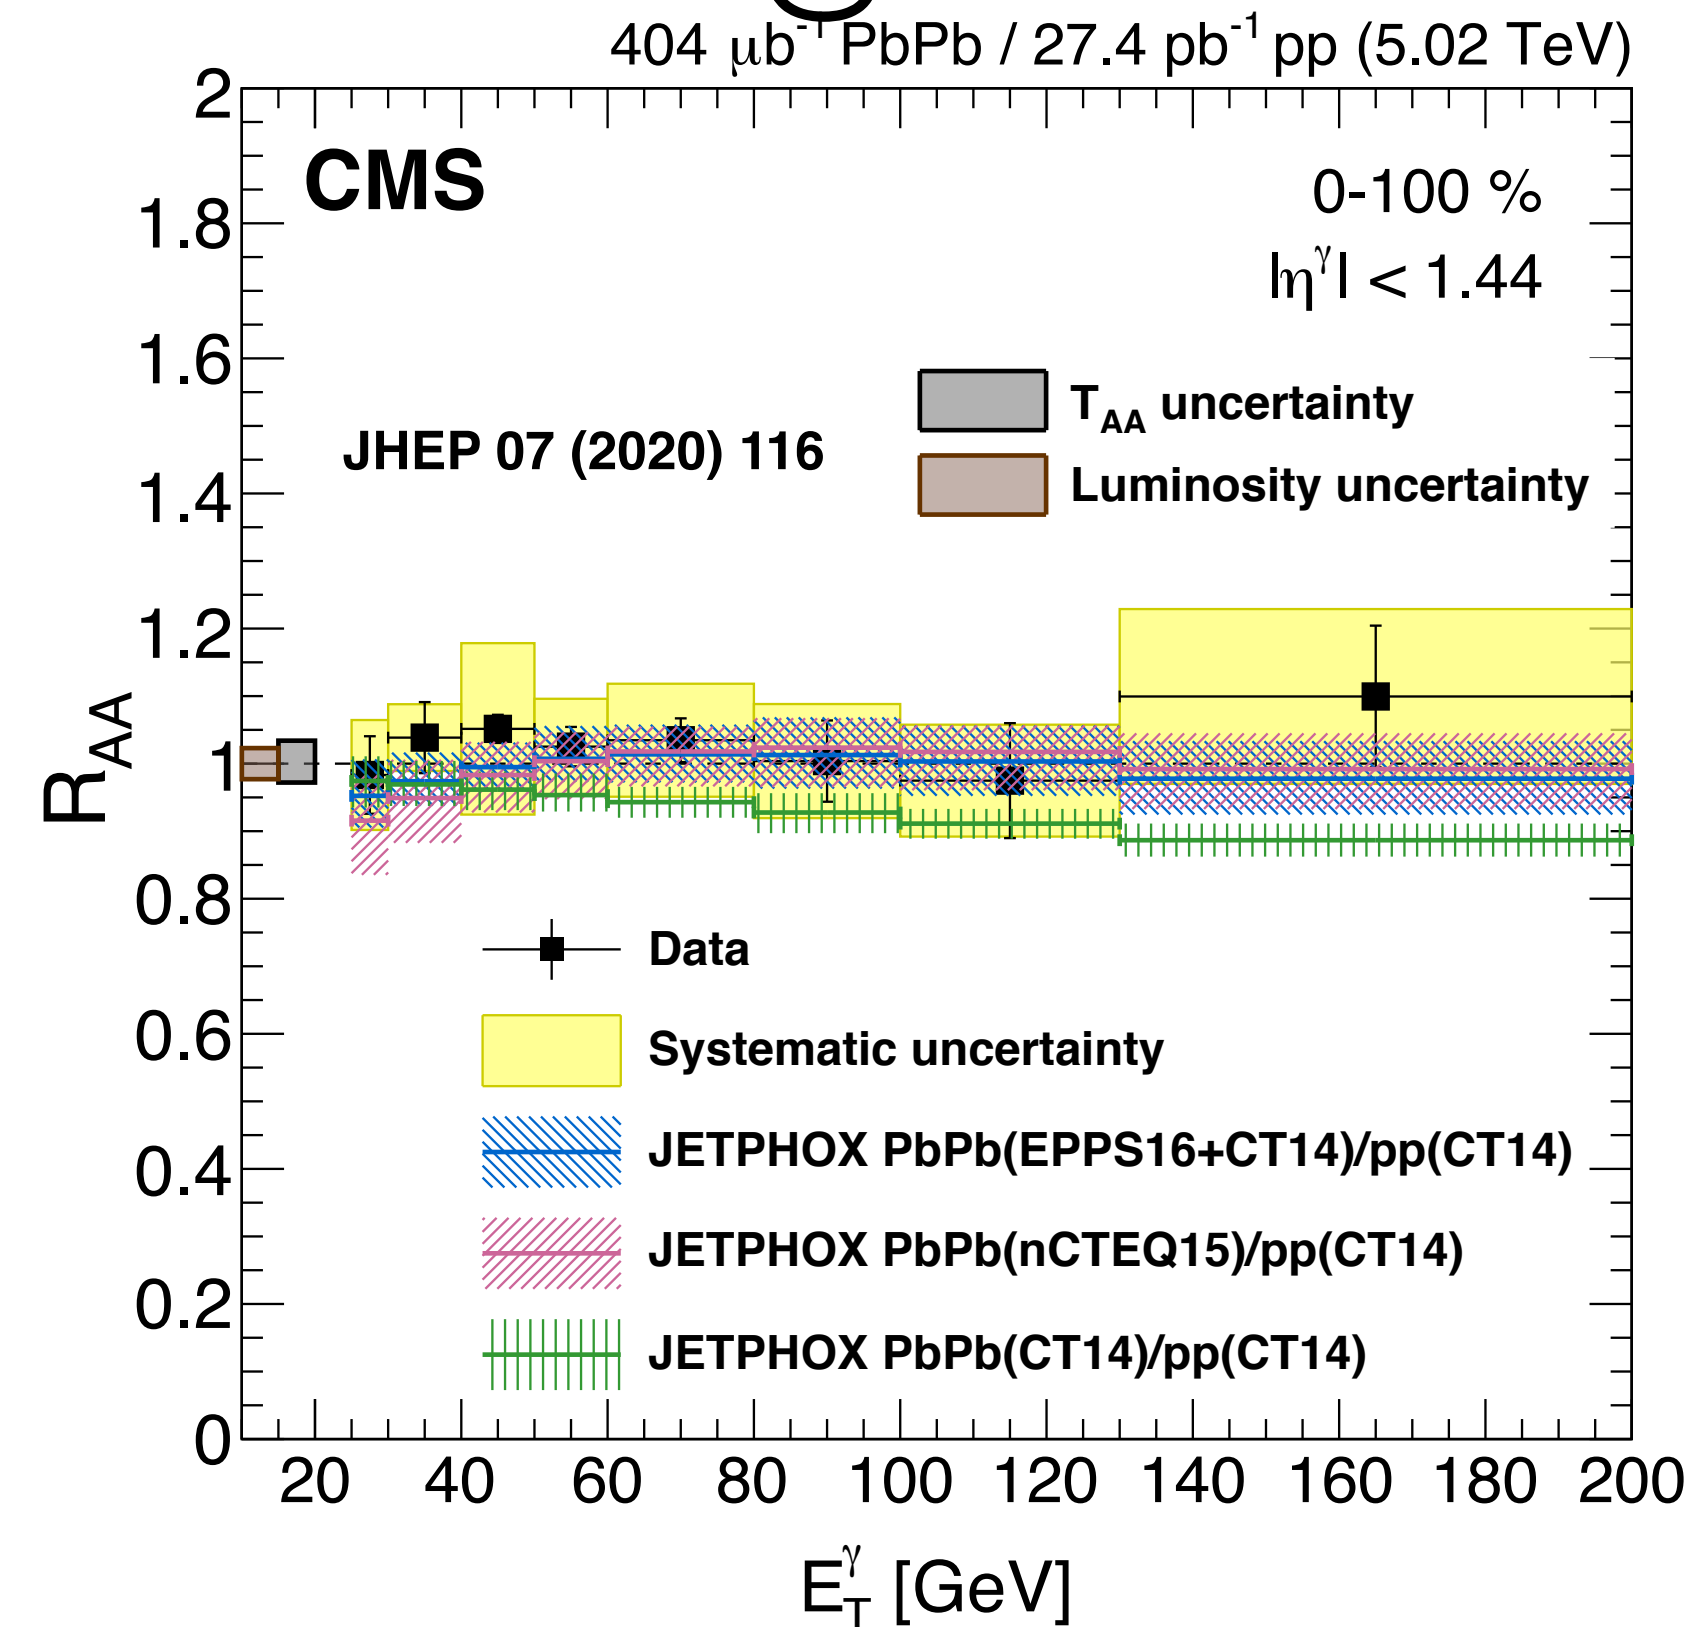 404 μb⁻¹ PbPb / 27.4 pb⁻¹ pp (5.02 TeV)
CMS
0-100 %
|η^γ| < 1.44
T_AA uncertainty
JHEP 07 (2020) 116
Luminosity uncertainty
Data
Systematic uncertainty
JETPHOX PbPb(EPPS16+CT14)/pp(CT14)
JETPHOX PbPb(nCTEQ15)/pp(CT14)
JETPHOX PbPb(CT14)/pp(CT14)
R_AA
2
1.8
1.6
1.4
1.2
1
0.8
0.6
0.4
0.2
0
20 40 60 80 100 120 140 160 180 200
E_T^γ [GeV]